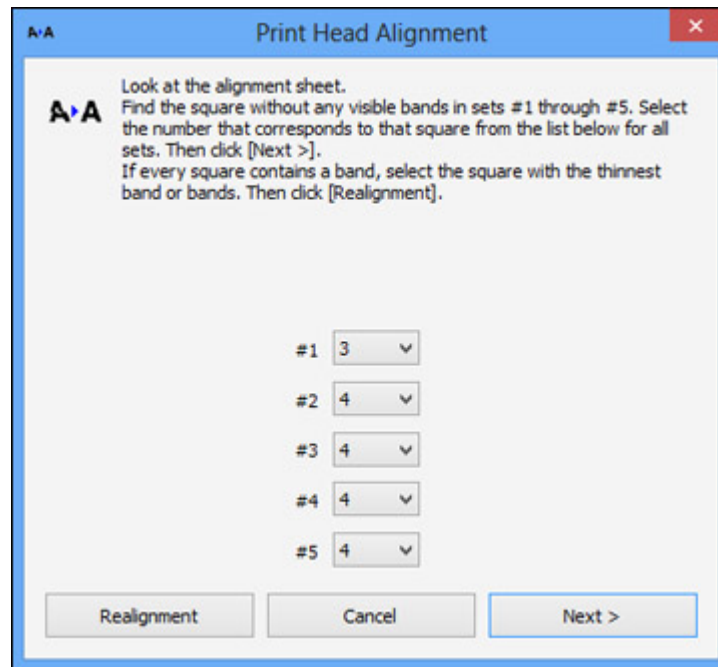 A▸A Print Head Alignment
A▸A
Look at the alignment sheet.
Find the square without any visible bands in sets #1 through #5. Select
the number that corresponds to that square from the list below for all
sets. Then click [Next >].
If every square contains a band, select the square with the thinnest
band or bands. Then click [Realignment].
#1 3
#2 4
#3 4
#4 4
#5 4
Realignment Cancel Next >